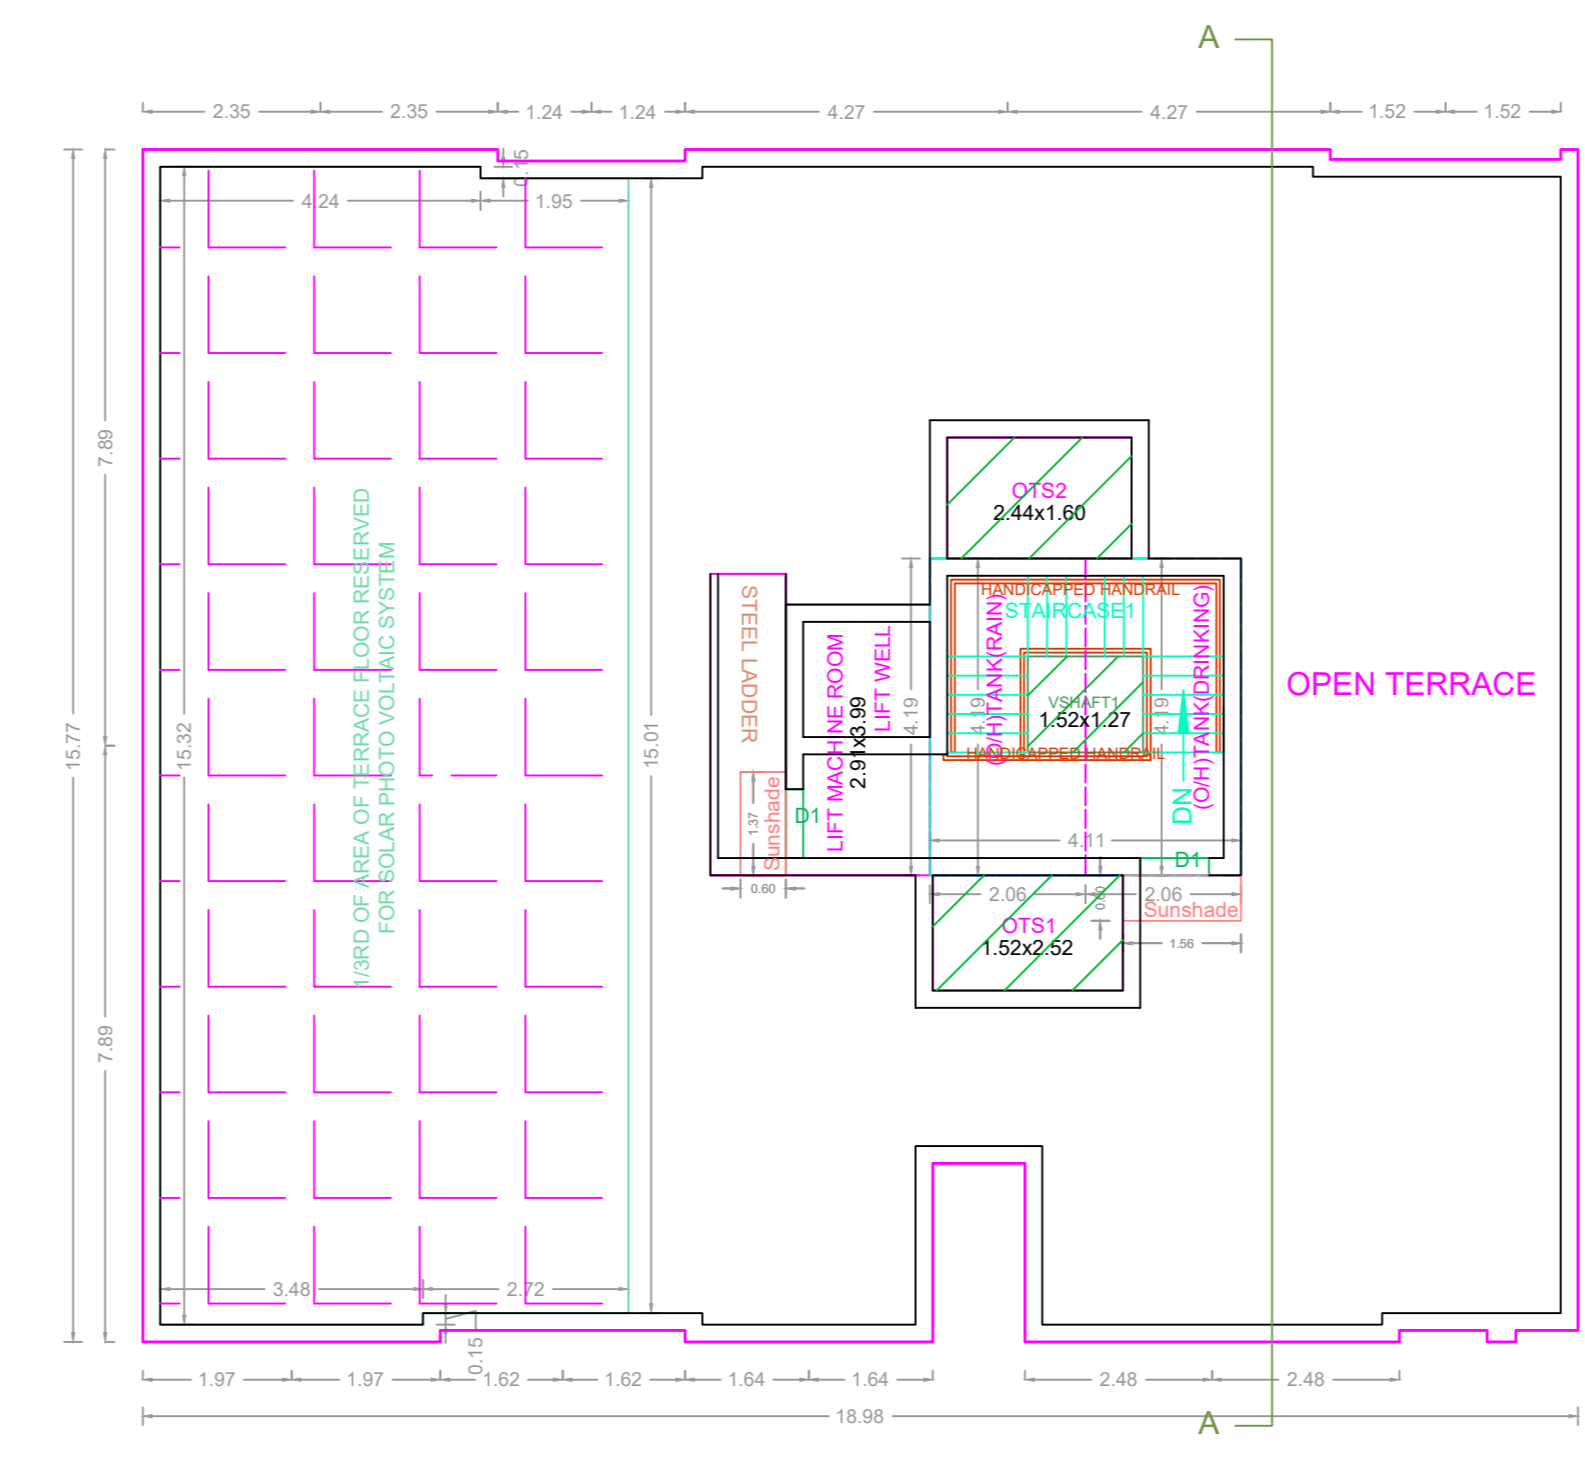 A
2.35
2.35
1.24
1.24
4.27
4.27
1.52
1.52
0.15
4.24
1.95
7.89
15.77
15.32
15.01
7.89
1/3RD OF AREA OF TERRACE FLOOR RESERVED
FOR SOLAR PHOTO VOLTAIC SYSTEM
OTS2
2.44x1.60
HANDICAPPED HANDRAIL
STAIRCASE1
STEEL LADDER
LIFT MACHINE ROOM
2.91x3.99
LIFT WELL
4.19
4.19
(O/H)TANK(RAIN)
VSHAFT1
1.52x1.27
4.19
(O/H)TANK(DRINKING)
HANDICAPPED HANDRAIL
DN
OPEN TERRACE
1.37
Sunshade
D1
4.11
D1
0.60
2.06
0.60
2.06
Sunshade
OTS1
1.52x2.52
1.56
3.48
2.72
0.15
1.97
1.97
1.62
1.62
1.64
1.64
2.48
2.48
18.98
A